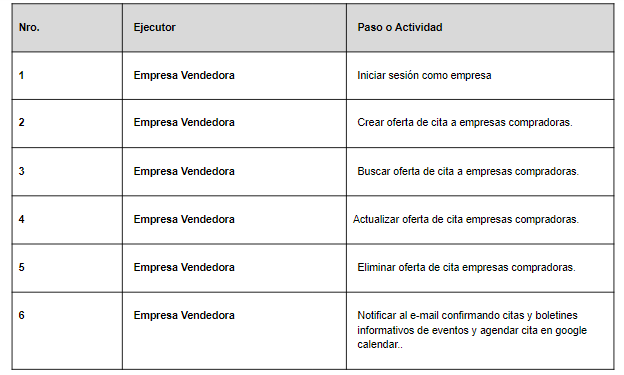 Nro. Ejecutor Paso o Actividad
1 Empresa Vendedora Iniciar sesión como empresa
2 Empresa Vendedora Crear oferta de cita a empresas compradoras.
3 Empresa Vendedora Buscar oferta de cita a empresas compradoras.
4 Empresa Vendedora Actualizar oferta de cita empresas compradoras.
5 Empresa Vendedora Eliminar oferta de cita empresas compradoras.
6 Empresa Vendedora Notificar al e-mail confirmando citas y boletines
informativos de eventos y agendar cita en google
calendar..